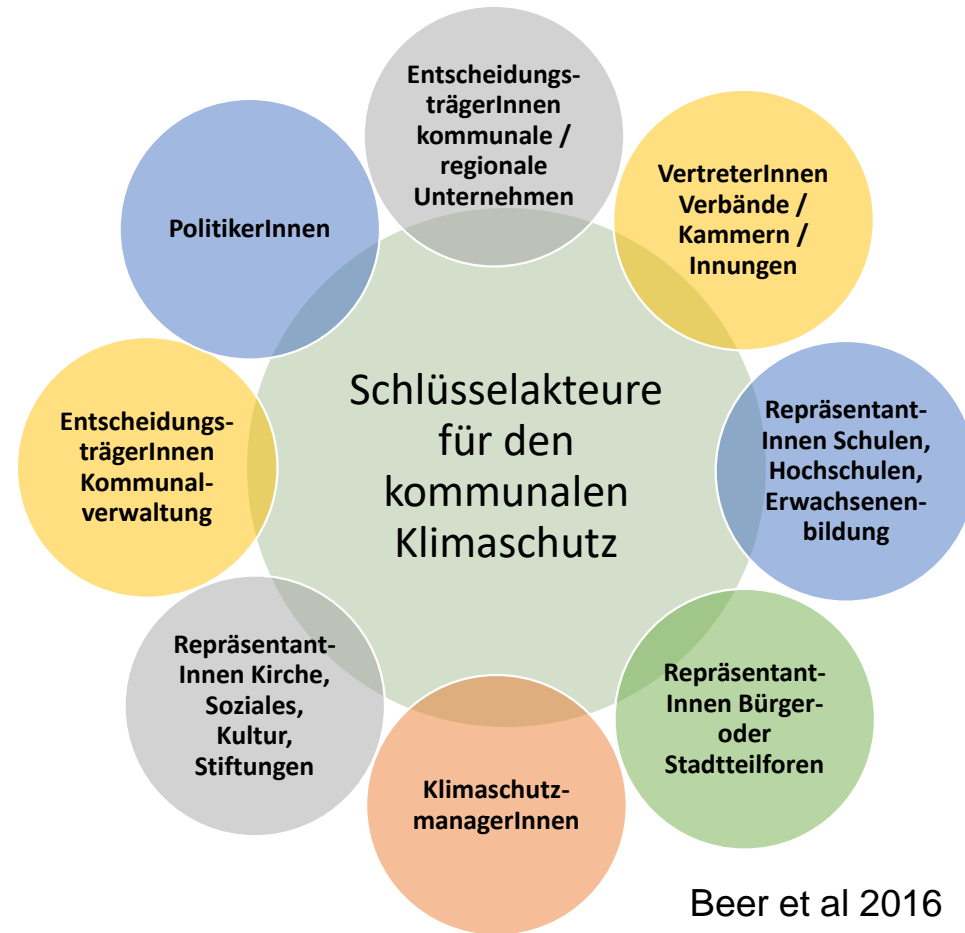 Entscheidungs-
trägerInnen
kommunale /
regionale
Unternehmen
VertreterInnen
Verbände /
Kammern /
Innungen
Repräsentant-
Innen Schulen,
Hochschulen,
Erwachsenen-
bildung
Repräsentant-
Innen Bürger-
oder
Stadtteilforen
Klimaschutz-
managerInnen
Repräsentant-
Innen Kirche,
Soziales,
Kultur,
Stiftungen
Entscheidungs-
trägerInnen
Kommunal-
verwaltung
PolitikerInnen
Schlüsselakteure
für den
kommunalen
Klimaschutz
Beer et al 2016